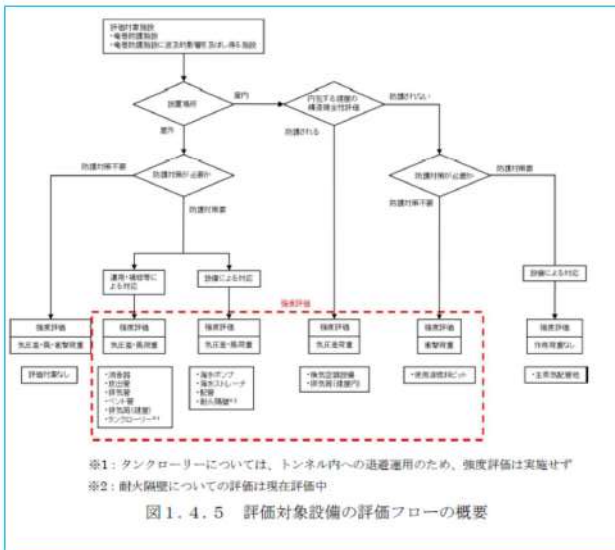 評価対象施設
・竜巻防護施設
・竜巻防護施設に波及的影響を及ぼし得る施設
設置場所
屋内
屋外
内包する建屋の
構造健全性評価
防護されない
防護される
防護対策が必要か
防護対策不要
防護対策要
防護対策が必要か
防護対策要
防護対策不要
運用・補修等に
よる対応
設備による対応
設備による対応
強度評価
強度評価
気圧差・風・衝撃荷重
評価対象なし
強度評価
気圧差・風荷重
・消音器
・放出管
・排気管
・ベント管
・排気筒(建屋)
・タンクローリー※1
強度評価
気圧差・風荷重
・海水ポンプ
・海水ストレーナ
・配管
・耐火隔壁※2
強度評価
気圧差荷重
・換気空調設備
・排気筒(建屋内)
強度評価
衝撃荷重
・使用済燃料ピット
強度評価
作用荷重なし
・主蒸気配管他
※1：タンクローリーについては、トンネル内への退避運用のため、強度評価は実施せず
※2：耐火隔壁についての評価は現在評価中
図1.4.5 評価対象設備の評価フローの概要